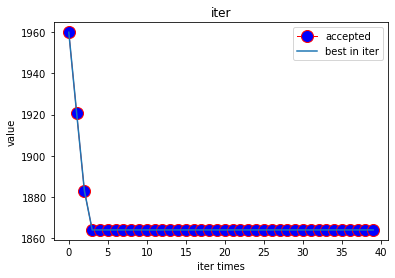 iter
accepted
best in iter
1960
1940
1920
1900
1880
1860
value
0 5 10 15 20 25 30 35 40
iter times